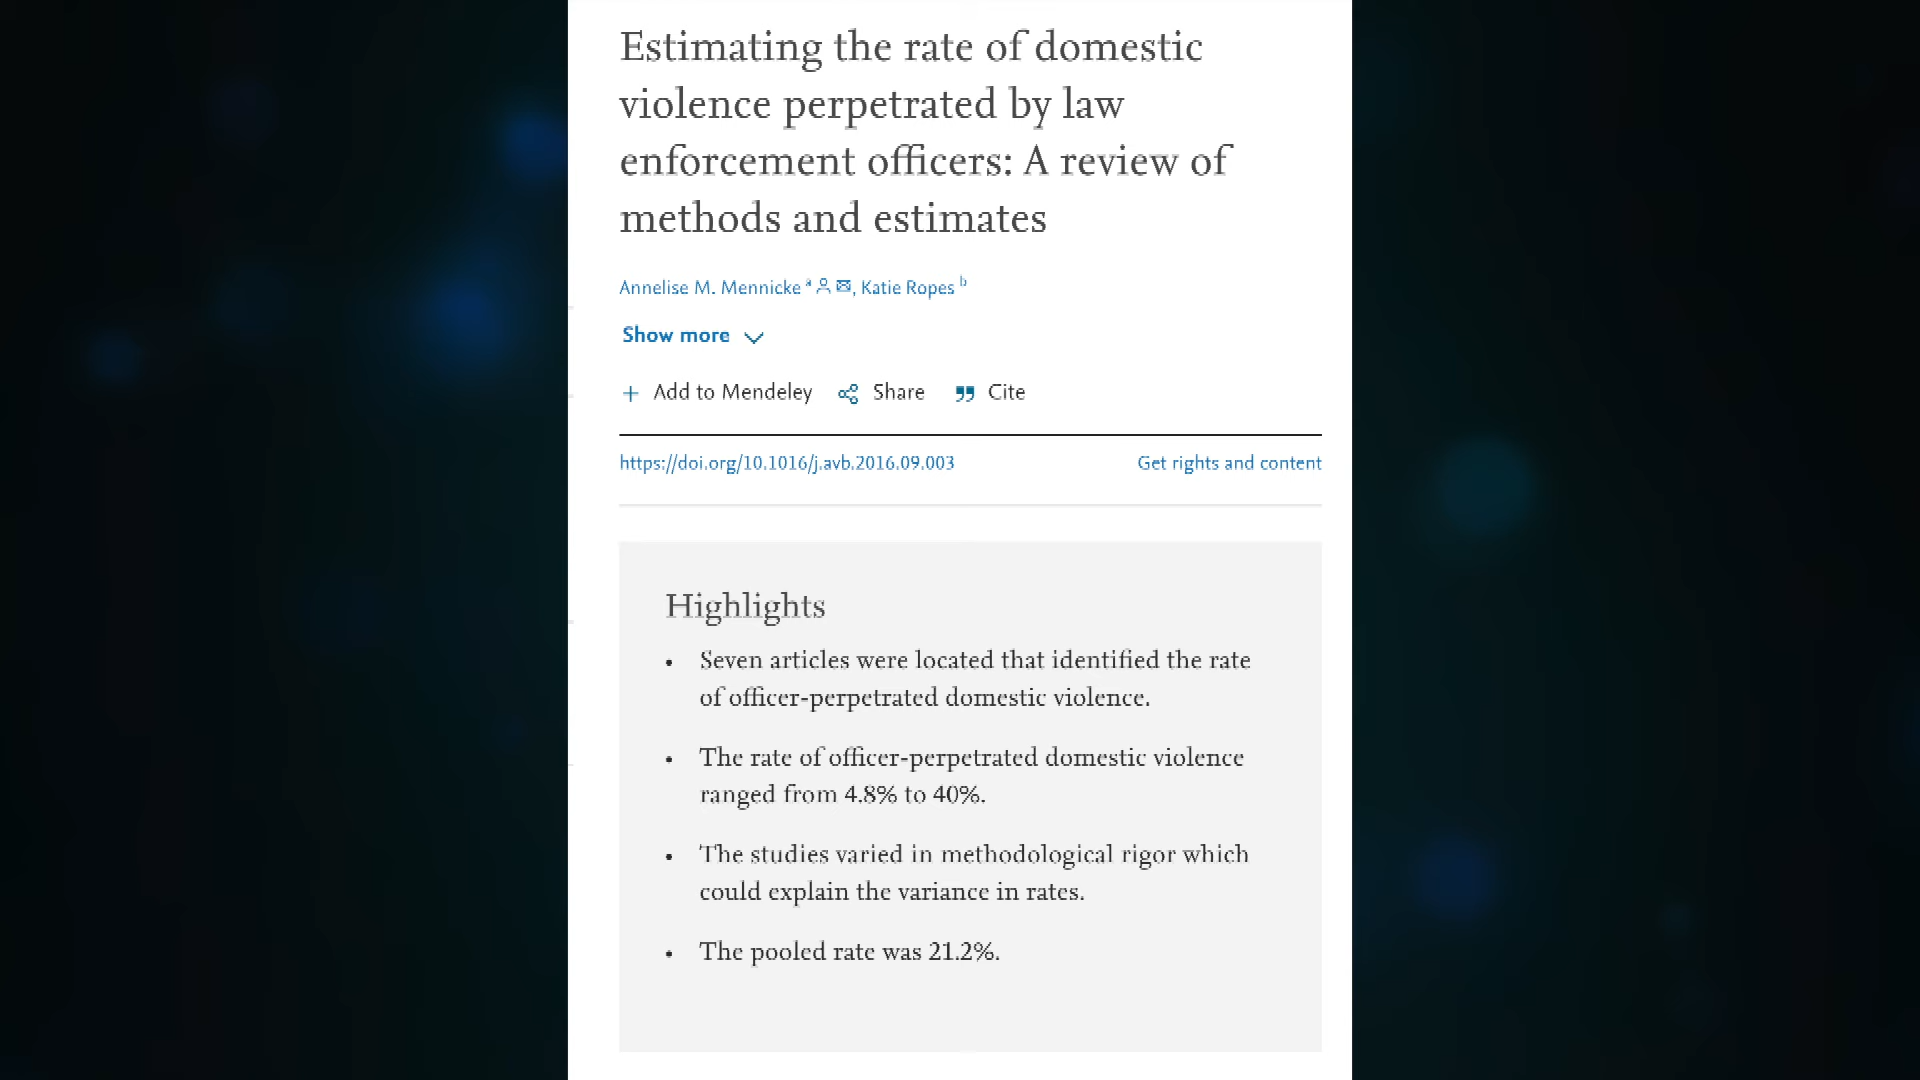 Estimating the rate of domestic
violence perpetrated by law
enforcement officers: A review of
methods and estimates
Annelise M. Mennicke a, Katie Ropes b
Show more
+ Add to Mendeley Share Cite
https://doi.org/10.1016/j.avb.2016.09.003 Get rights and content
Highlights
• Seven articles were located that identified the rate
of officer-perpetrated domestic violence.
• The rate of officer-perpetrated domestic violence
ranged from 4.8% to 40%.
• The studies varied in methodological rigor which
could explain the variance in rates.
• The pooled rate was 21.2%.